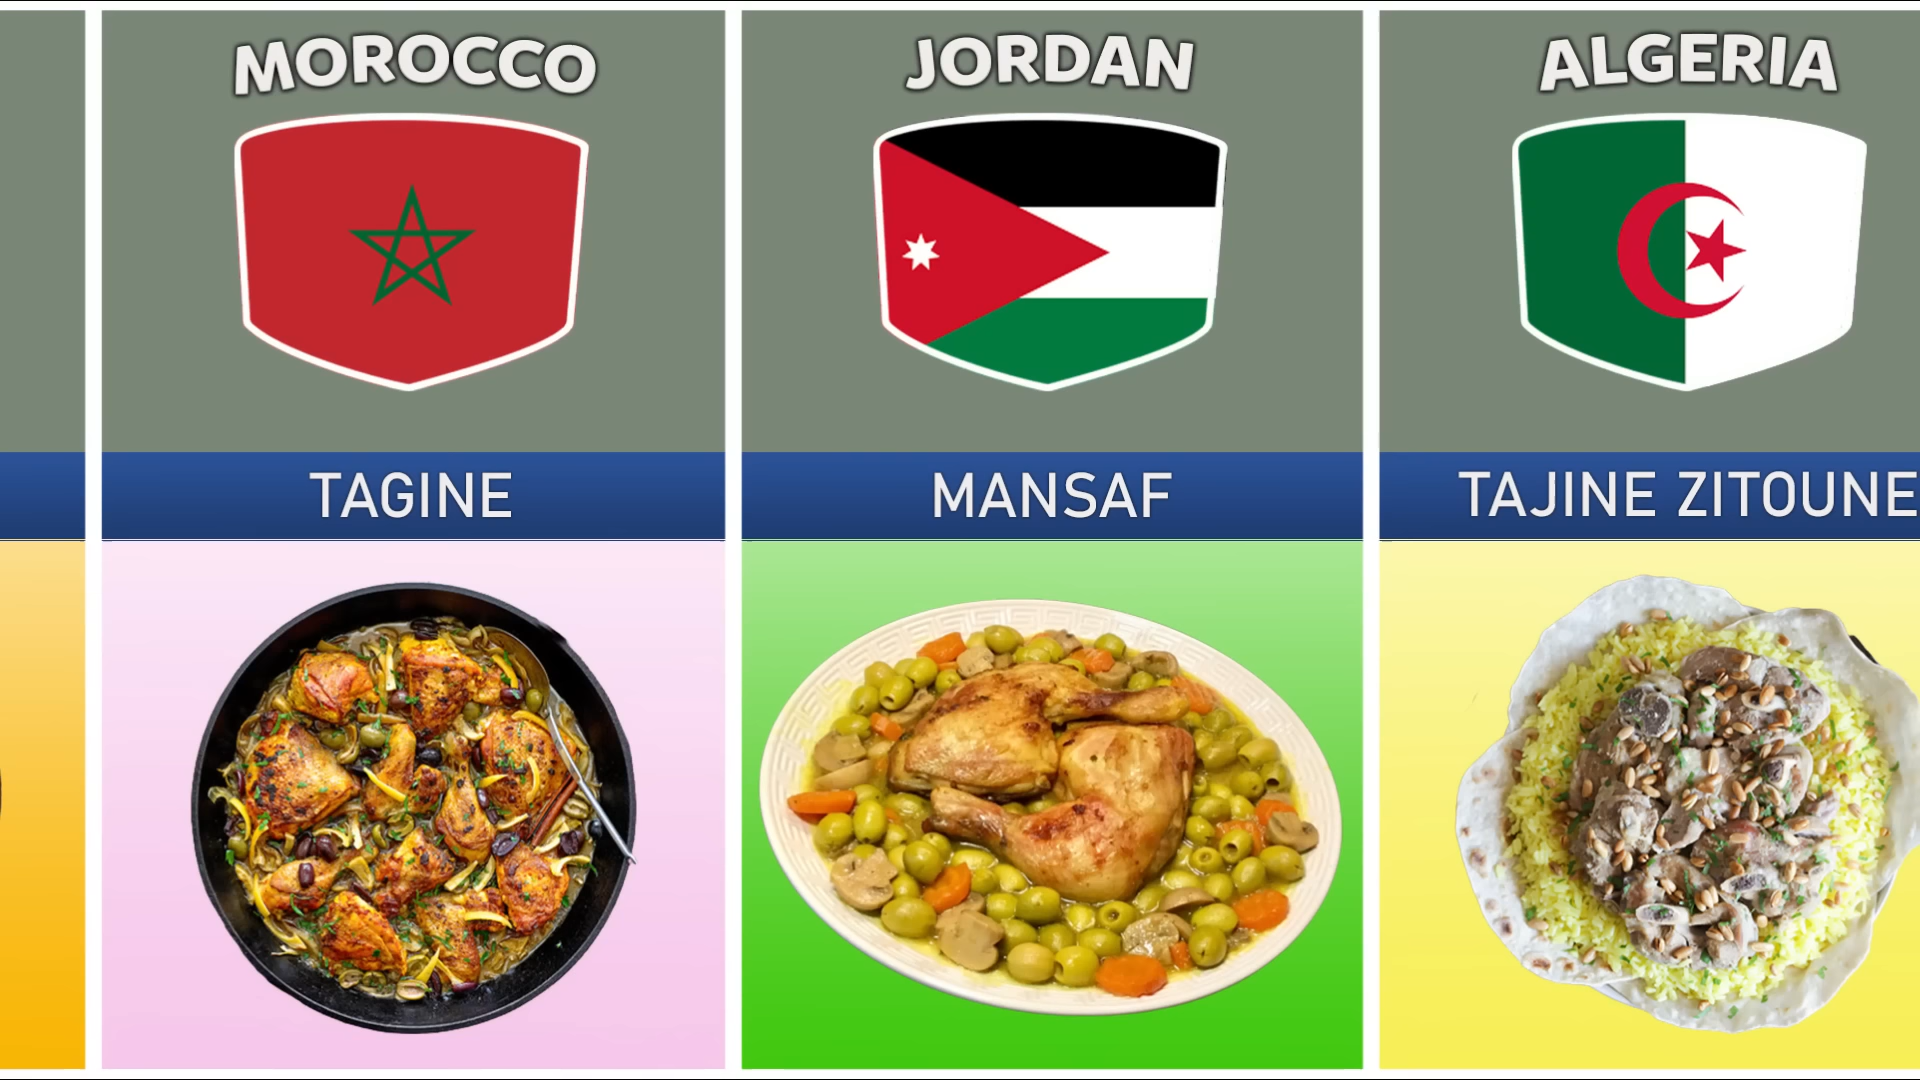 MOROCCO
TAGINE
JORDAN
MANSAF
ALGERIA
TAJINE ZITOUNE